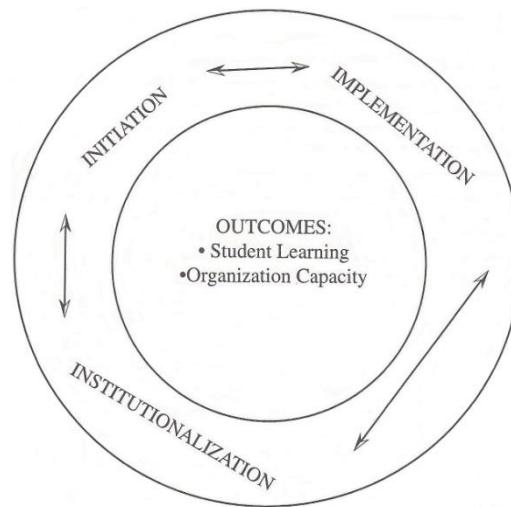 INITIATION
IMPLEMENTATION
OUTCOMES:
• Student Learning
•Organization Capacity
INSTITUTIONALIZATION